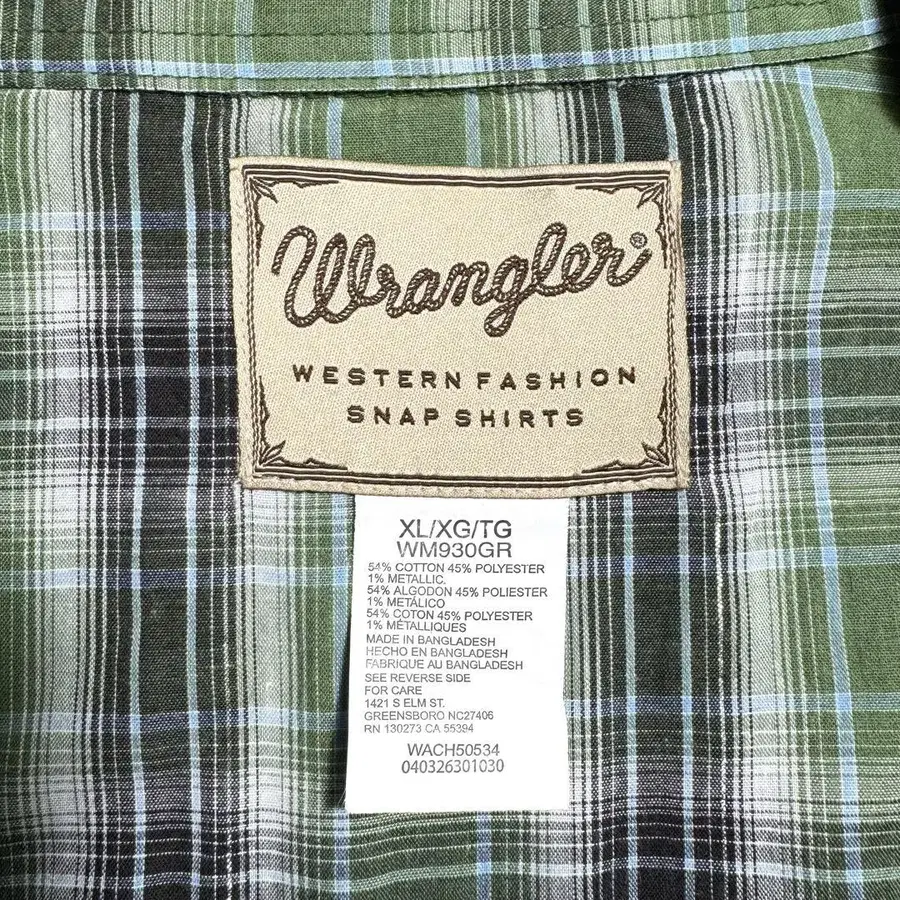 Wrangler®
WESTERN FASHION
SNAP SHIRTS
XL/XG/TG
WM930GR
54% COTTON 45% POLYESTER
1% METALLIC.
54% ALGODON 45% POLIESTER
1% METÁLICO
54% COTON 45% POLYESTER
1% MÉTALLIQUES
MADE IN BANGLADESH
HECHO EN BANGLADESH
FABRIQUE AU BANGLADESH
SEE REVERSE SIDE
FOR CARE
1421 S ELM ST.
GREENSBORO NC27406
RN 130273 CA 55394
WACH50534
040326301030